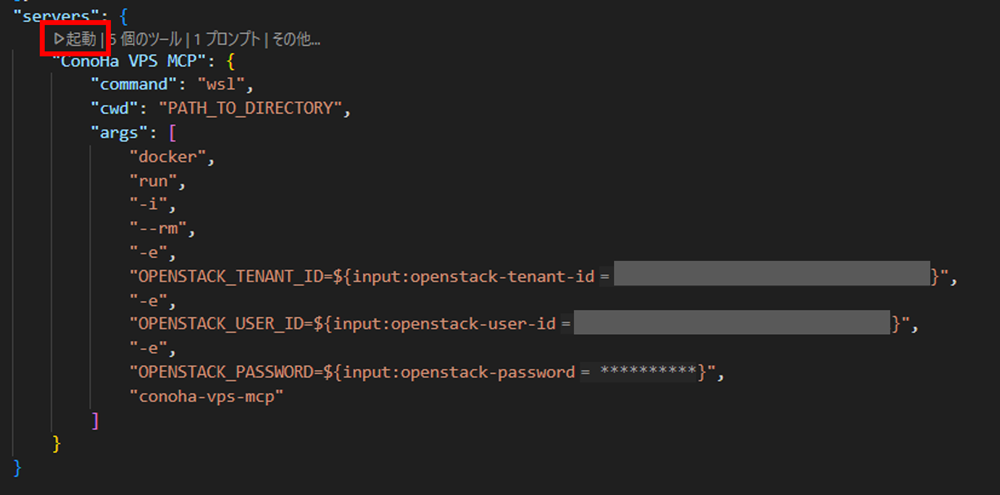 "servers": {
▷起動 | 5 個のツール | 1 プロンプト | その他...
"ConoHa VPS MCP": {
"command": "wsl",
"cwd": "PATH_TO_DIRECTORY",
"args": [
"docker",
"run",
"-i",
"--rm",
"-e",
"OPENSTACK_TENANT_ID=${input:openstack-tenant-id = }",
"-e",
"OPENSTACK_USER_ID=${input:openstack-user-id = }",
"-e",
"OPENSTACK_PASSWORD=${input:openstack-password = **********}",
"conoha-vps-mcp"
]
}
}